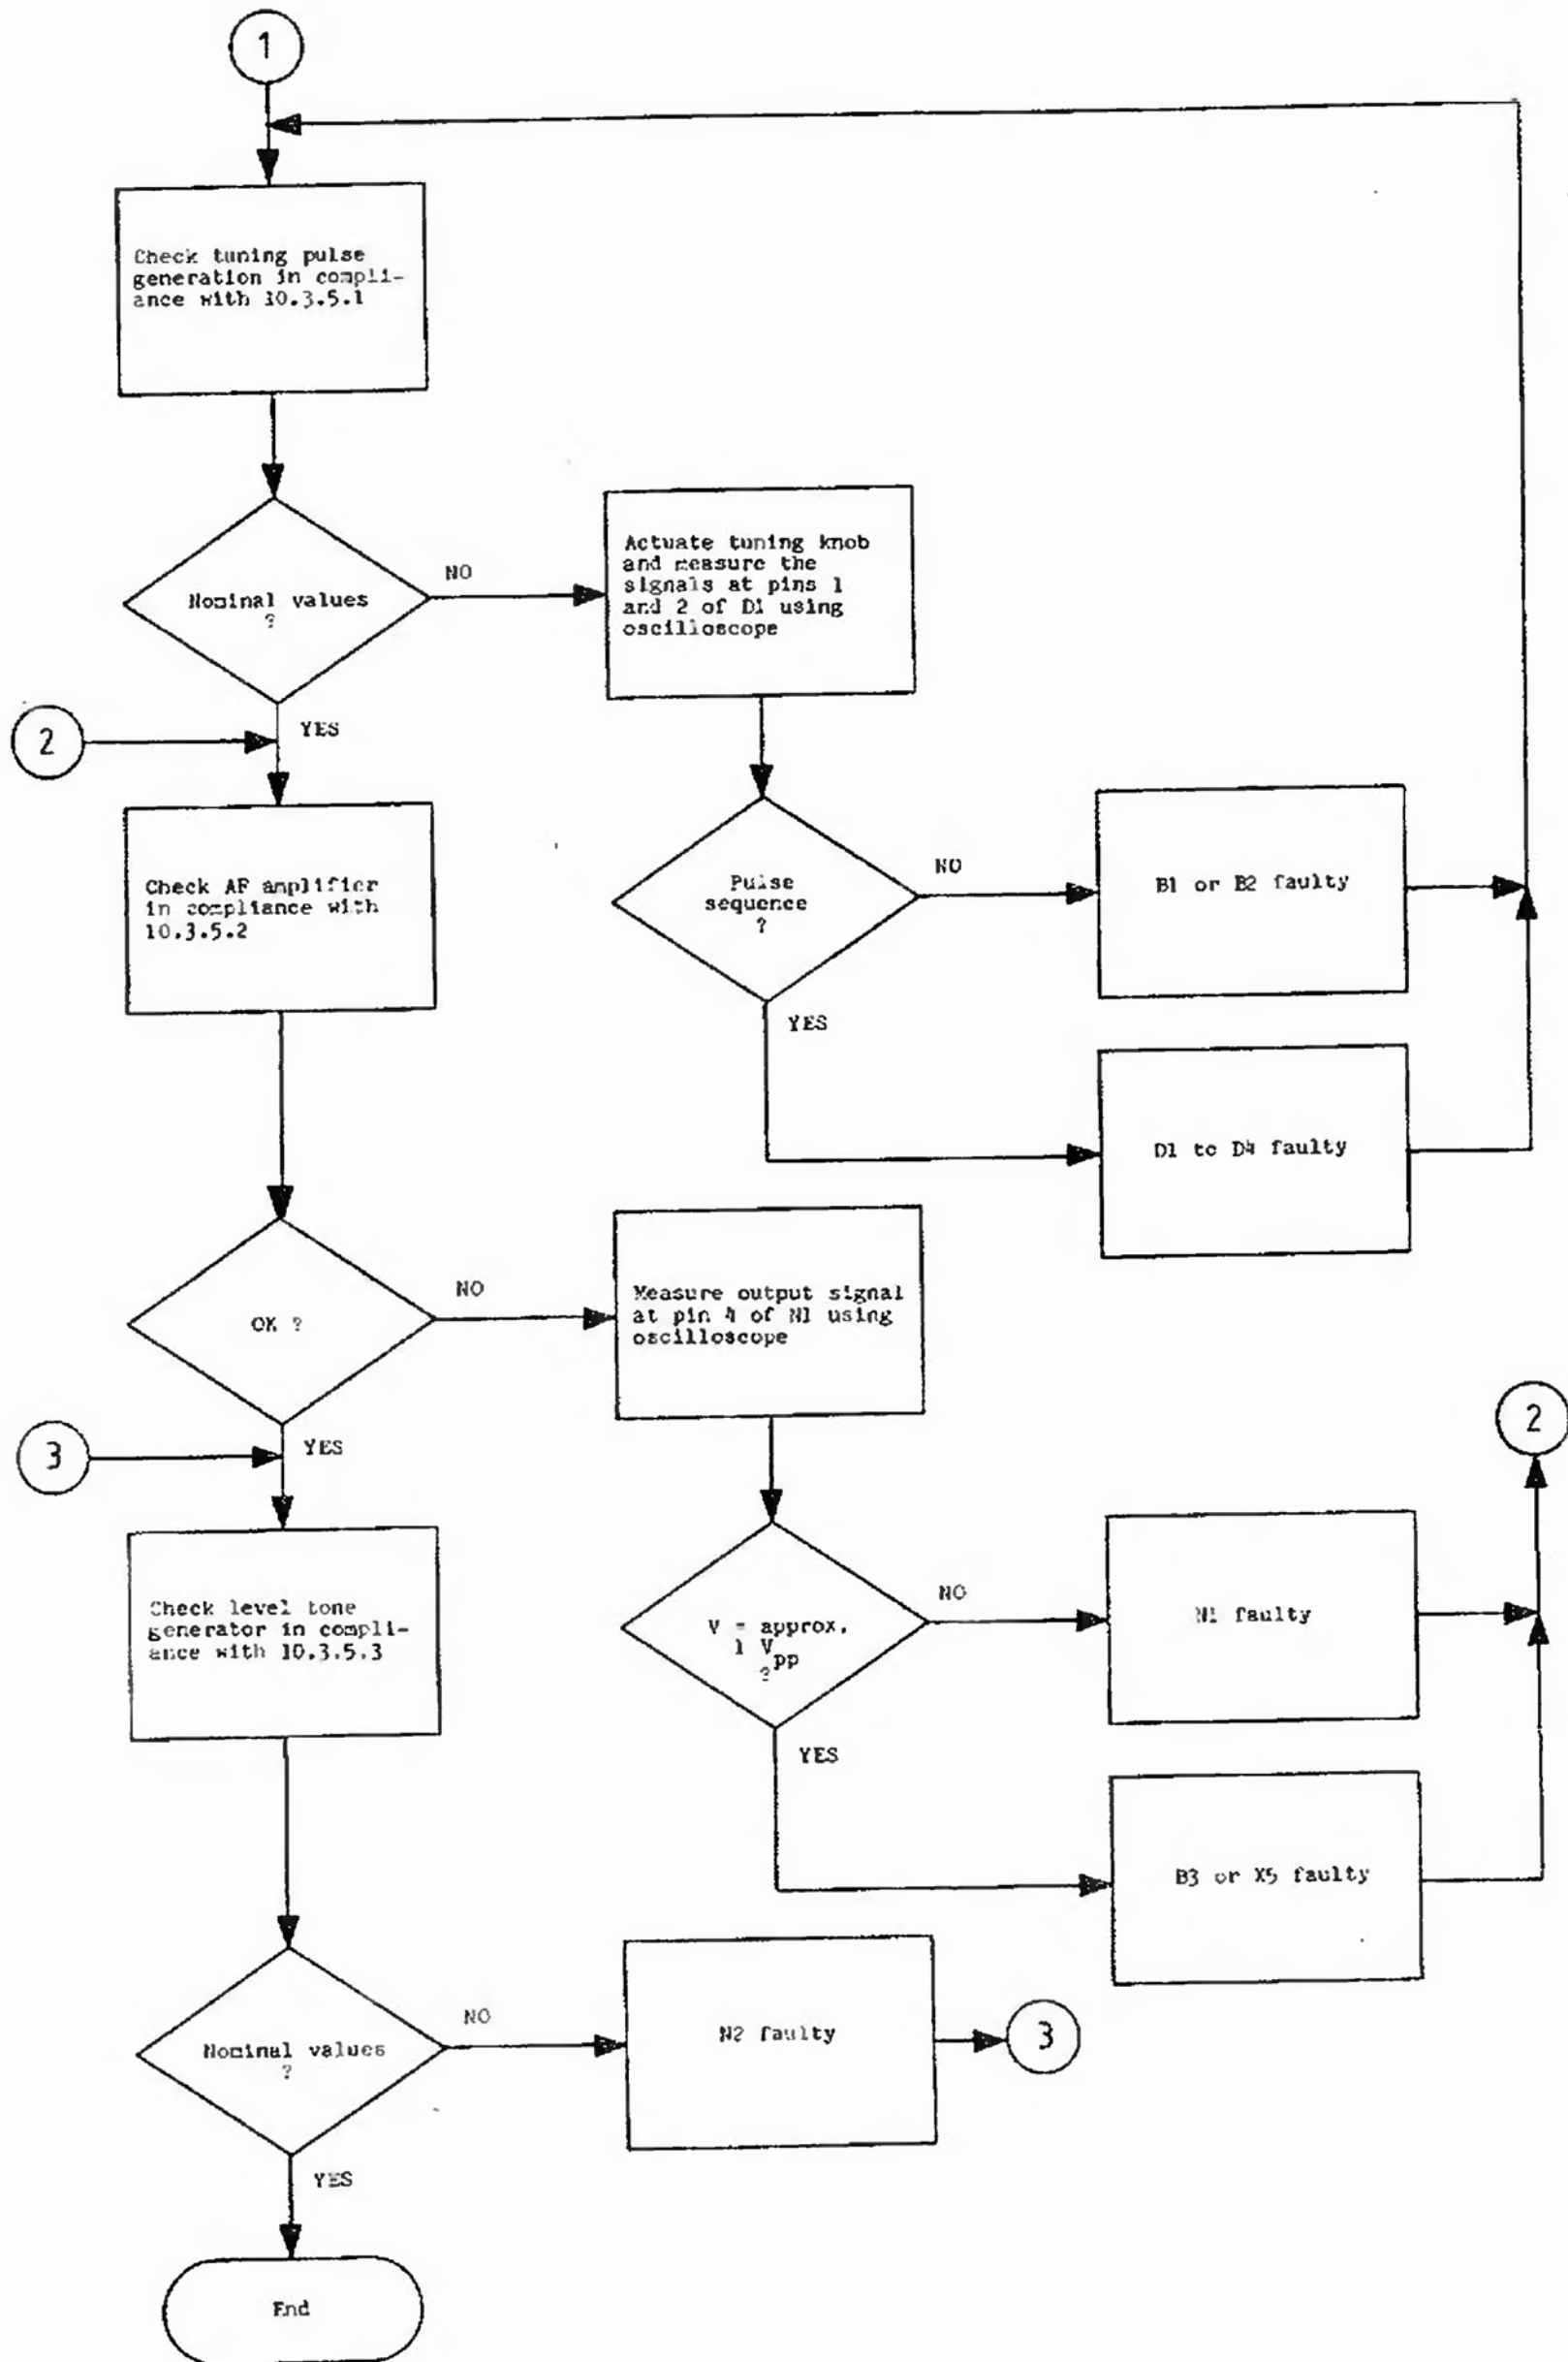 1
Check tuning pulse
generation in compli-
ance with 10.3.5.1
Nominal values
?
NO
Actuate tuning knob
and measure the
signals at pins 1
and 2 of D1 using
oscilloscope
2
YES
Check AF amplifier
in compliance with
10.3.5.2
Pulse
sequence
?
NO
B1 or B2 faulty
YES
D1 to D4 faulty
OK ?
NO
Measure output signal
at pin 4 of N1 using
oscilloscope
3
YES
2
Check level tone
generator in compli-
ance with 10.3.5.3
V = approx.
1 Vpp
?
NO
N1 faulty
YES
B3 or X5 faulty
Nominal values
?
NO
N2 faulty
3
YES
End